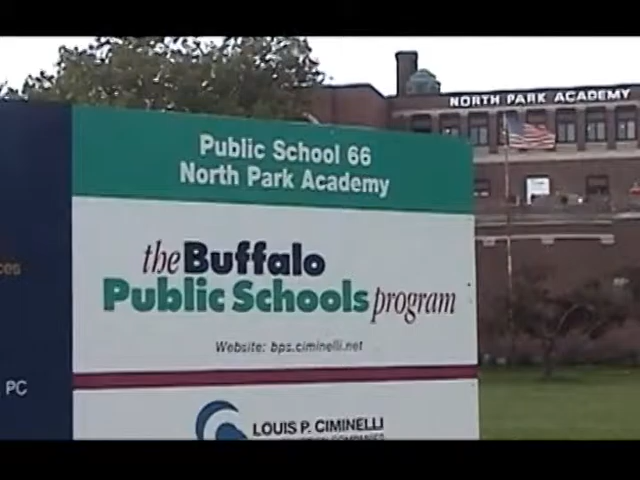 NORTH PARK ACADEMY
Public School 66
North Park Academy
the Buffalo
Public Schools program
Website: bps.ciminelli.net
PC
LOUIS P. CIMINELLI